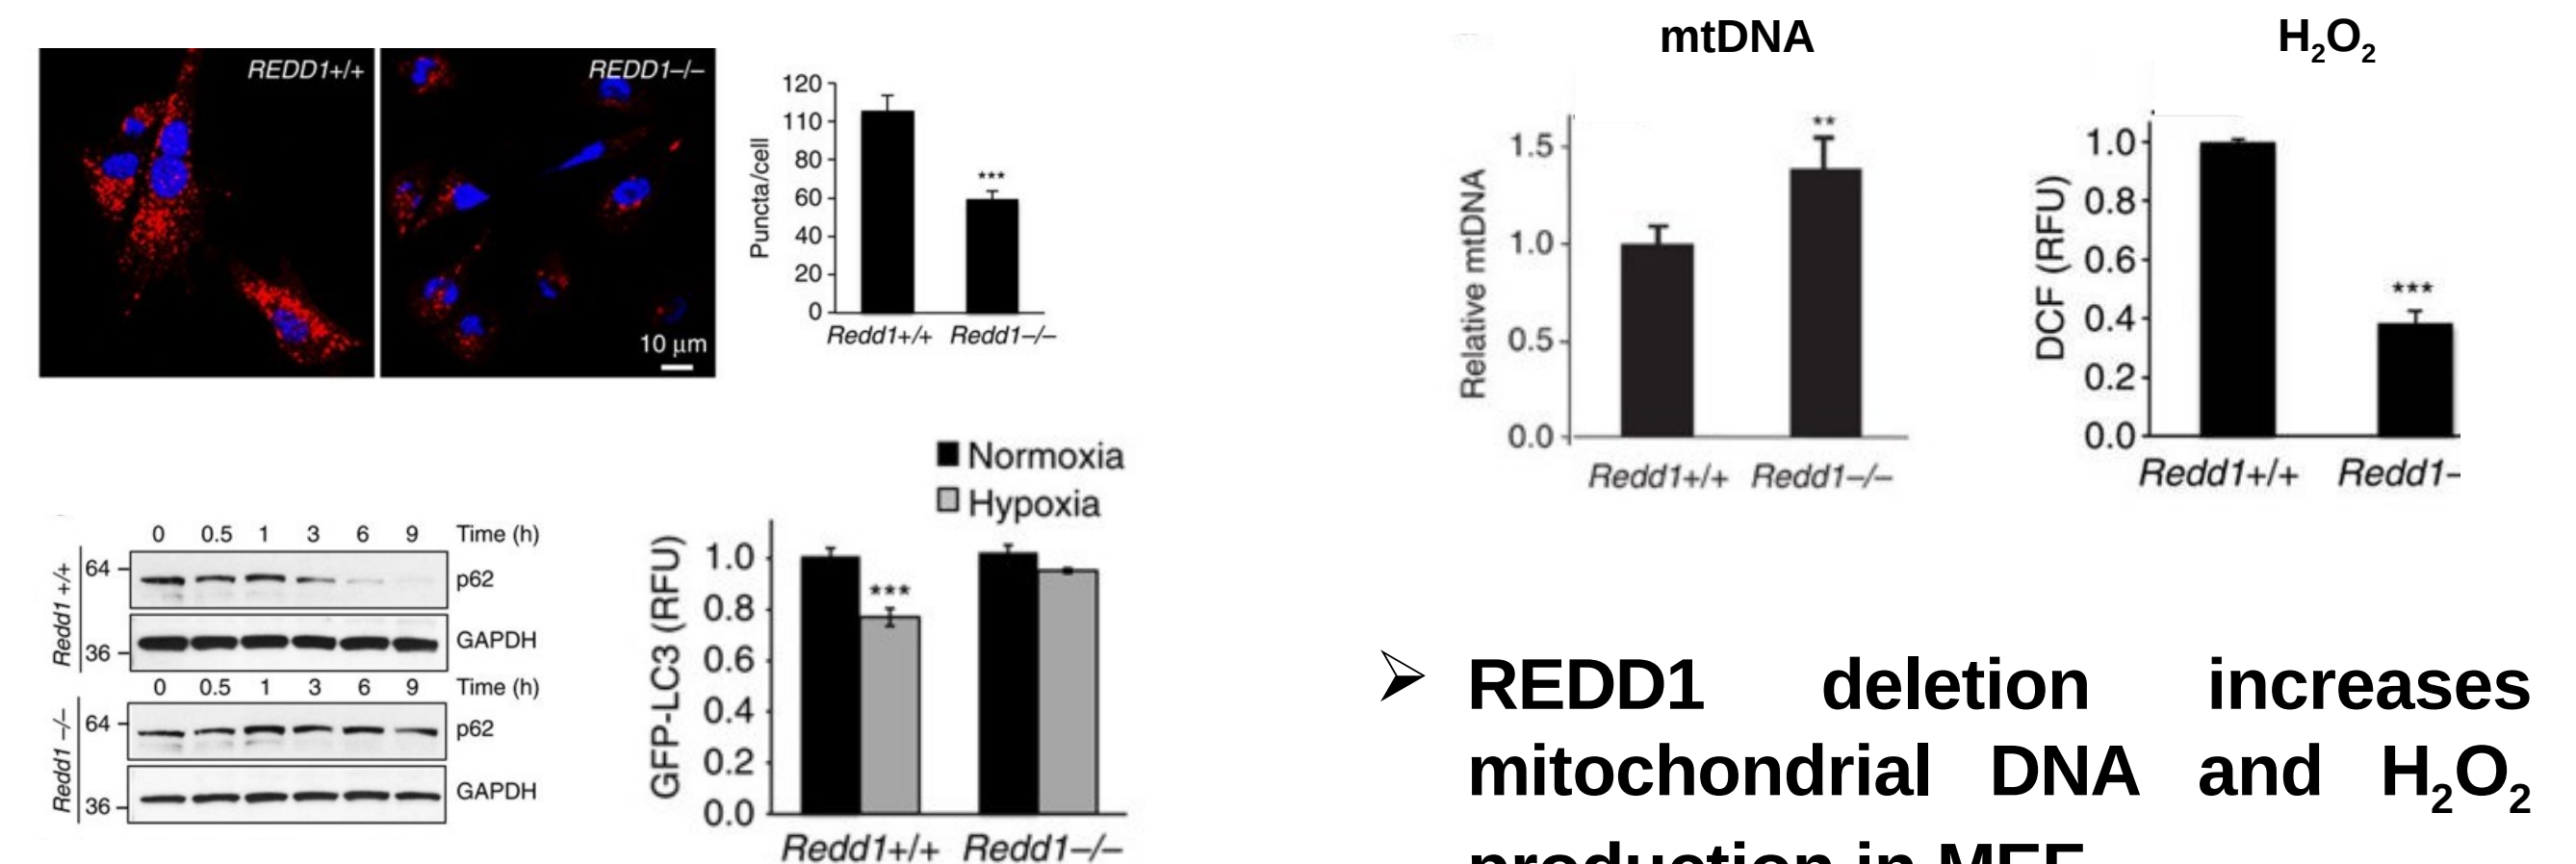 REDD1+/+
REDD1–/–
10 μm
Puncta/cell
120
110
80
60
40
20
0
***
Redd1+/+ Redd1–/–
mtDNA
Relative mtDNA
1.5
1.0
0.5
0.0
**
Redd1+/+ Redd1–/–
H₂O₂
DCF (RFU)
1.0
0.8
0.6
0.4
0.2
0.0
***
Redd1+/+ Redd1–
0 0.5 1 3 6 9 Time (h)
Redd1 +/+
64
p62
GAPDH
36
0 0.5 1 3 6 9 Time (h)
Redd1 –/–
64
p62
GAPDH
36
Normoxia
Hypoxia
GFP-LC3 (RFU)
1.0
0.8
0.6
0.4
0.2
0.0
***
Redd1+/+ Redd1–/–
➢ REDD1 deletion increases
mitochondrial DNA and H₂O₂
production in MEF